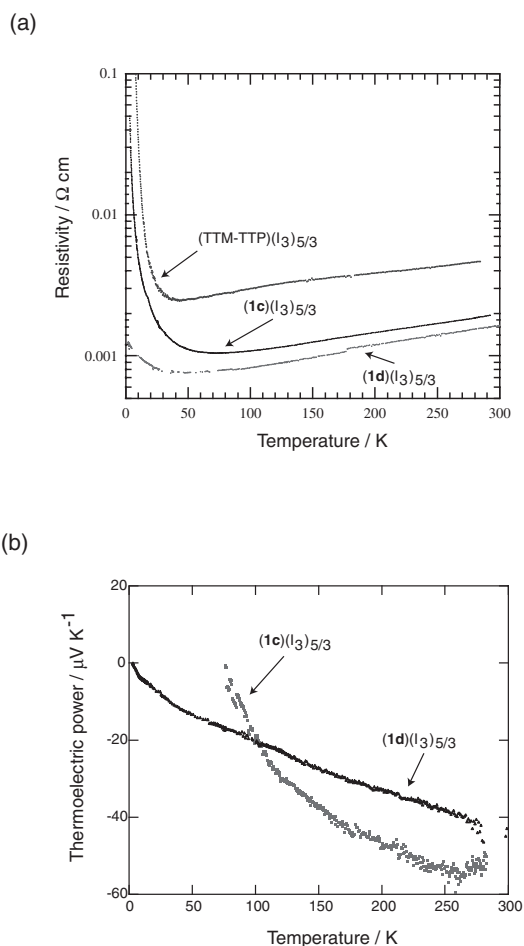 (a)
0.1
0.01
0.001
Resistivity / Ω cm
(TTM-TTP)(I3)5/3
(1c)(I3)5/3
(1d)(I3)5/3
0 50 100 150 200 250 300
Temperature / K
(b)
20
0
-20
-40
-60
Thermoelectric power / μV K-1
(1c)(I3)5/3
(1d)(I3)5/3
0 50 100 150 200 250 300
Temperature / K